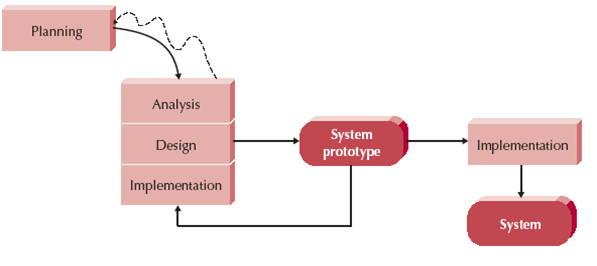 Planning
Analysis
Design
Implementation
System
prototype
Implementation
System